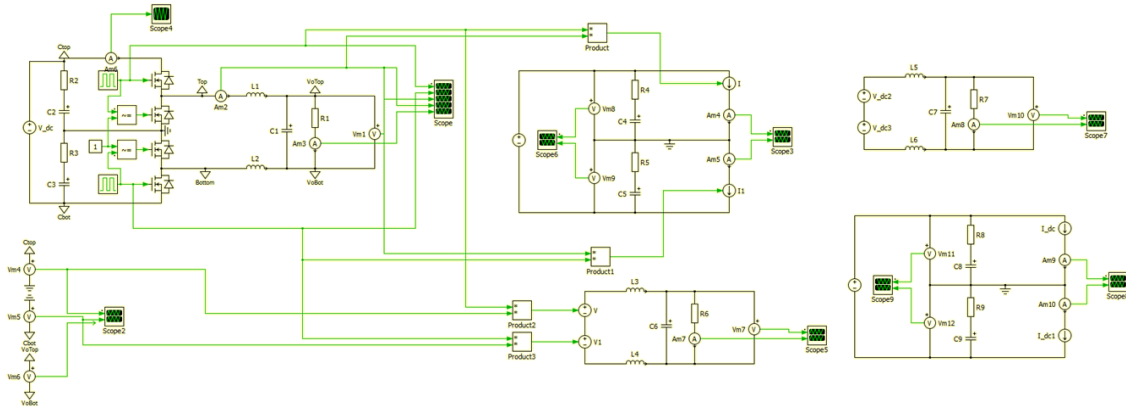 Scope4
Ctop
Am6
R2
C2
V_dc
R3
C3
Cbot
1
Top
Am2
L1
VoTop
C1
R1
Am3
Vm1
L2
Bottom
VoBot
Scope
Product
Vm8
Vm9
Scope6
R4
C4
R5
C5
I
Am4
Am5
I1
Scope3
Product1
L5
V_dc2
V_dc3
L6
C7
R7
Am8
Vm10
Scope7
Ctop
Vm4
Vm5
Cbot
VoTop
Vm6
VoBot
Scope2
Product2
Product3
V
V1
L3
L4
C6
R6
Am7
Vm7
Scope5
Scope9
Vm11
Vm12
R8
C8
R9
C9
I_dc
Am9
Am10
I_dc1